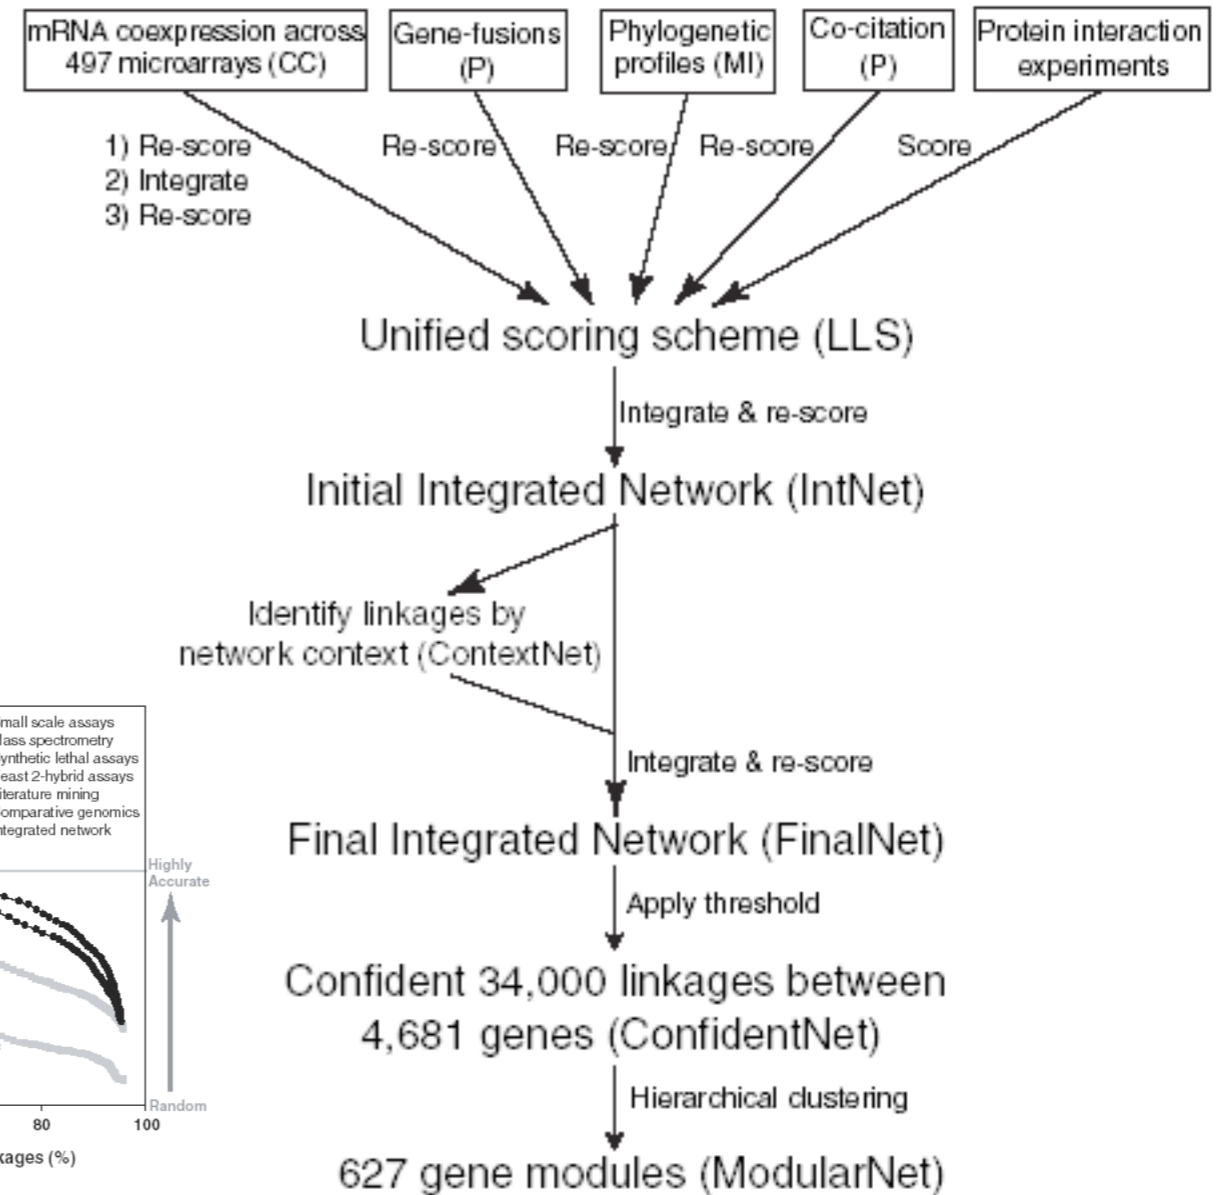 mRNA coexpression across
497 microarrays (CC)
Gene-fusions
(P)
Phylogenetic
profiles (MI)
Co-citation
(P)
Protein interaction
experiments
1) Re-score
2) Integrate
3) Re-score
Re-score
Re-score
Re-score
Score
Unified scoring scheme (LLS)
Integrate & re-score
Initial Integrated Network (IntNet)
Identify linkages by
network context (ContextNet)
Integrate & re-score
Final Integrated Network (FinalNet)
Apply threshold
Confident 34,000 linkages between
4,681 genes (ConfidentNet)
Hierarchical clustering
627 gene modules (ModularNet)
mall scale assays
lass spectrometry
ynthetic lethal assays
east 2-hybrid assays
iterature mining
omparative genomics
ntegrated network
Highly
Accurate
Random
80
100
kages (%)